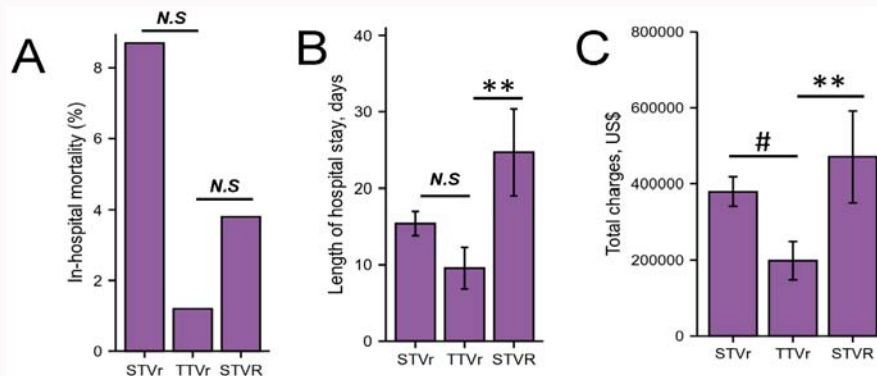 A
In-hospital mortality (%)
8
6
4
2
0
N.S
N.S
STVr TTVr STVR
B
Length of hospital stay, days
40
30
20
10
0
N.S
**
STVr TTVr STVR
C
Total charges, US$
800000
600000
400000
200000
0
#
**
STVr TTVr STVR